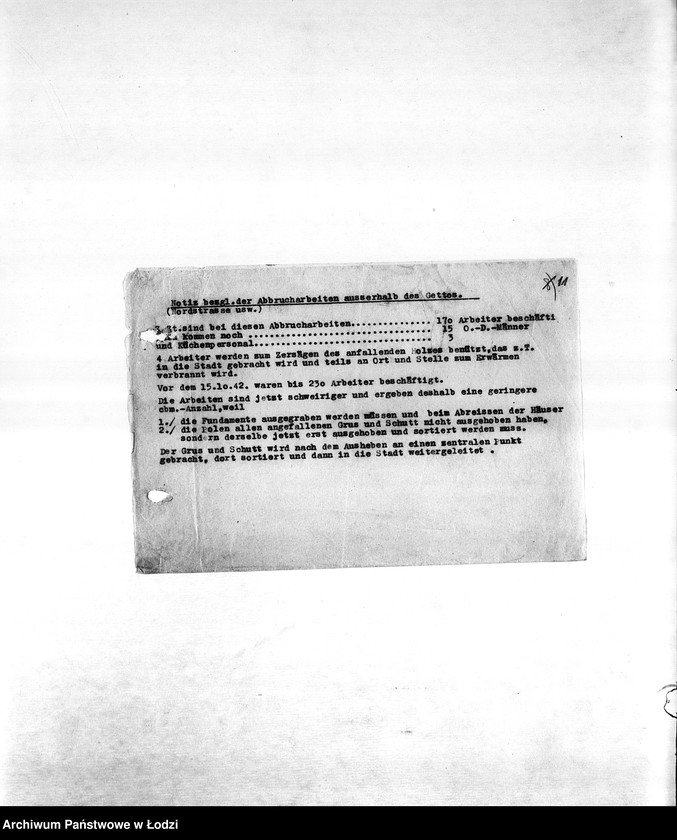 11
Notiz bezgl.der Abbrucharbeiten ausserhalb des Gettos.
(Nordstrasse usw.)
Zt.sind bei diesen Abbrucharbeiten.............. 17o Arbeiter beschäfti
kommen noch ............................ 15 O.-D.-Männer
und Küchenpersonal............................ 3
4 Arbeiter werden zum Zersägen des anfallenden Holzes benützt,das z.T.
in die Stadt gebracht wird und teils an Ort und Stelle zum Erwärmen
verbrannt wird.
Vor dem 15.1o.42. waren bis 23o Arbeiter beschäftigt.
Die Arbeiten sind jetzt schweiriger und ergeben deshalb eine geringere
cbm.-Anzahl,weil
1./ die Fundamente ausgegraben werden müssen und beim Abreissen der Häuser
2./ die Polen allen angefallenen Grus und Schutt nicht ausgehoben haben,
sondern derselbe jetzt erst ausgehoben und sortiert werden muss.
Der Grus und Schutt wird nach dem Ausheben an einen zentralen Punkt
gebracht, dort sortiert und dann in die Stadt weitergeleitet .
Archiwum Państwowe w Łodzi